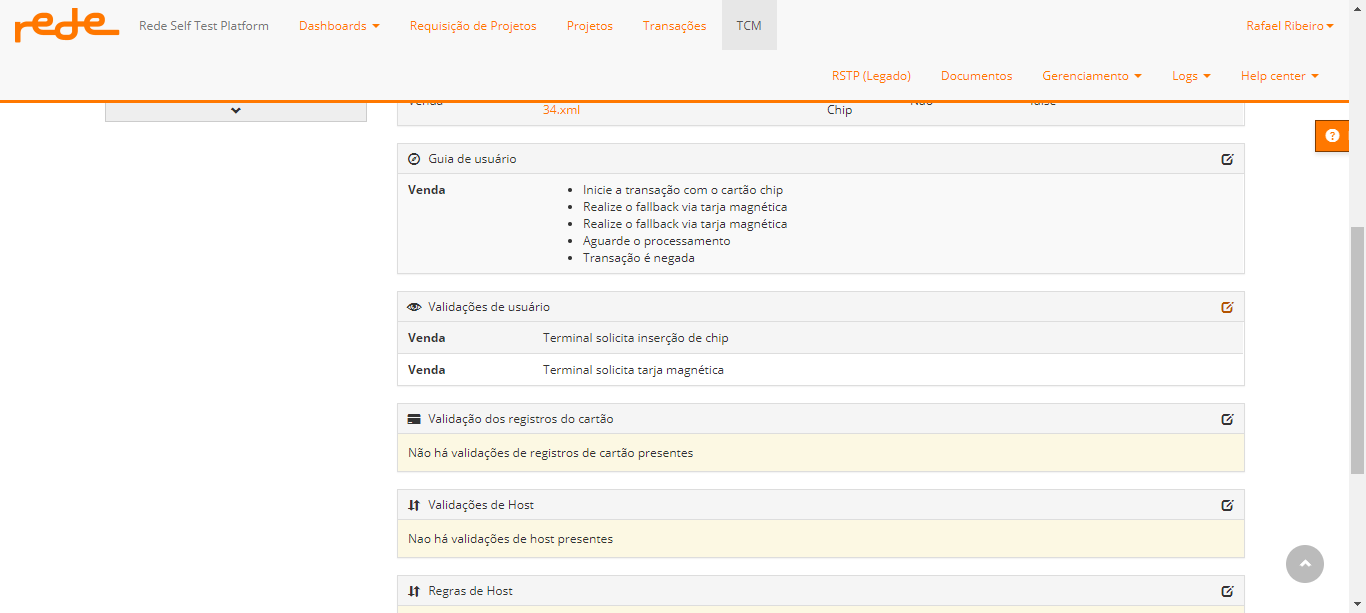 rede Rede Self Test Platform Dashboards Requisição de Projetos Projetos Transações TCM Rafael Ribeiro
RSTP (Legado) Documentos Gerenciamento Logs Help center
34.xml Chip
Guia de usuário
Venda
Inicie a transação com o cartão chip
Realize o fallback via tarja magnética
Realize o fallback via tarja magnética
Aguarde o processamento
Transação é negada
Validações de usuário
Venda Terminal solicita inserção de chip
Venda Terminal solicita tarja magnética
Validação dos registros do cartão
Não há validações de registros de cartão presentes
Validações de Host
Nao há validações de host presentes
Regras de Host